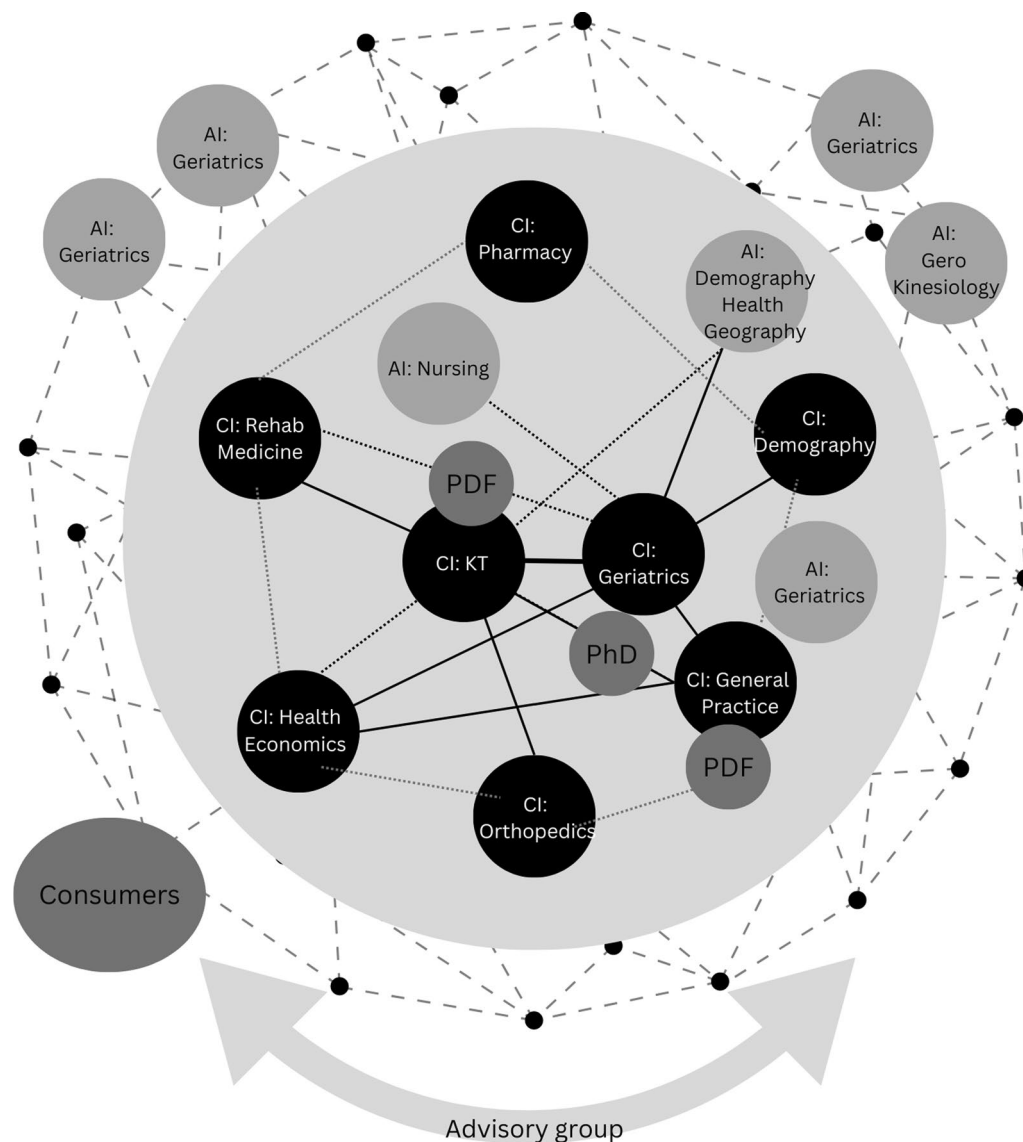 AI:
Geriatrics
AI:
Geriatrics
AI:
Geriatrics
AI:
Gero
Kinesiology
CI:
Pharmacy
AI:
Demography
Health
Geography
AI: Nursing
CI: Rehab
Medicine
CI:
Demography
PDF
CI: KT
CI:
Geriatrics
AI:
Geriatrics
PhD
CI: General
Practice
CI: Health
Economics
PDF
CI:
Orthopedics
Consumers
Advisory group